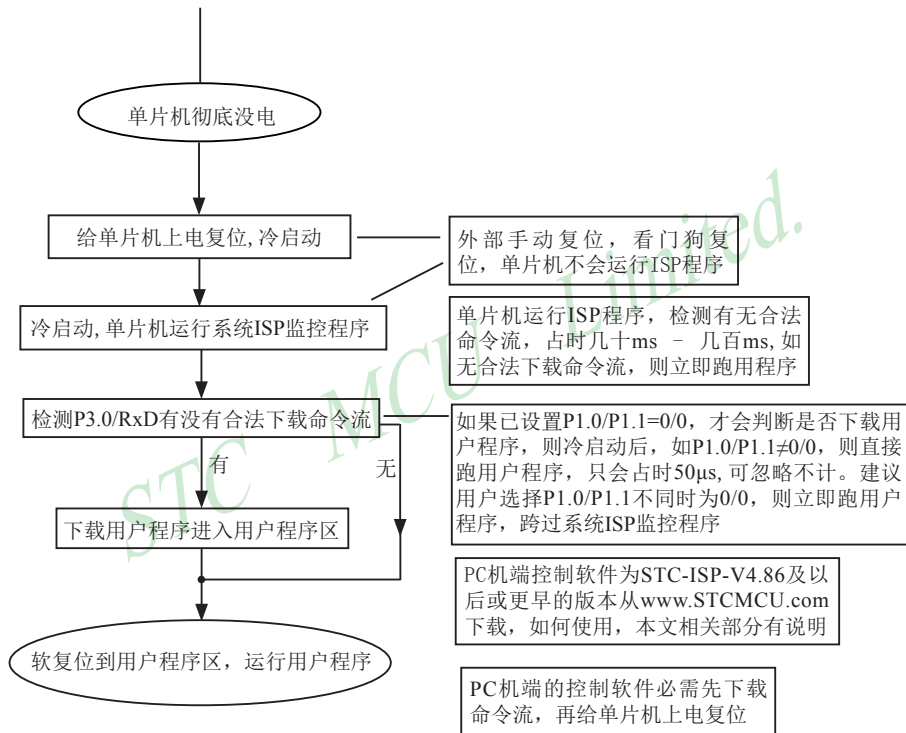 单片机彻底没电
给单片机上电复位,冷启动
外部手动复位，看门狗复
位，单片机不会运行ISP程序
冷启动,单片机运行系统ISP监控程序
单片机运行ISP程序，检测有无合法
命令流，占时几十ms - 几百ms,如
无合法下载命令流，则立即跑用程序
检测P3.0/RxD有没有合法下载命令流
如果已设置P1.0/P1.1=0/0，才会判断是否下载用
户程序，则冷启动后，如P1.0/P1.1≠0/0，则直接
跑用户程序，只会占时50μs,可忽略不计。建议
用户选择P1.0/P1.1不同时为0/0，则立即跑用户
程序，跨过系统ISP监控程序
有
无
下载用户程序进入用户程序区
PC机端控制软件为STC-ISP-V4.86及以
后或更早的版本从www.STCMCU.com
下载，如何使用，本文相关部分有说明
软复位到用户程序区，运行用户程序
PC机端的控制软件必需先下载
命令流，再给单片机上电复位
STC MCU Limited.